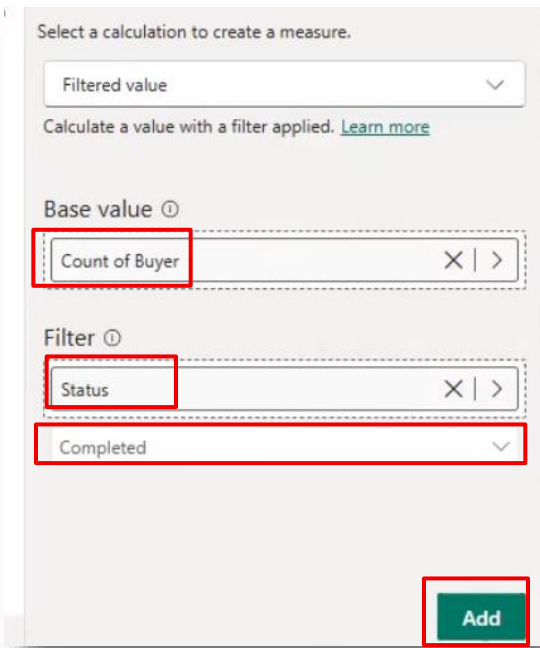 Select a calculation to create a measure.
Filtered value
Calculate a value with a filter applied. Learn more
Base value
Count of Buyer
Filter
Status
Completed
Add